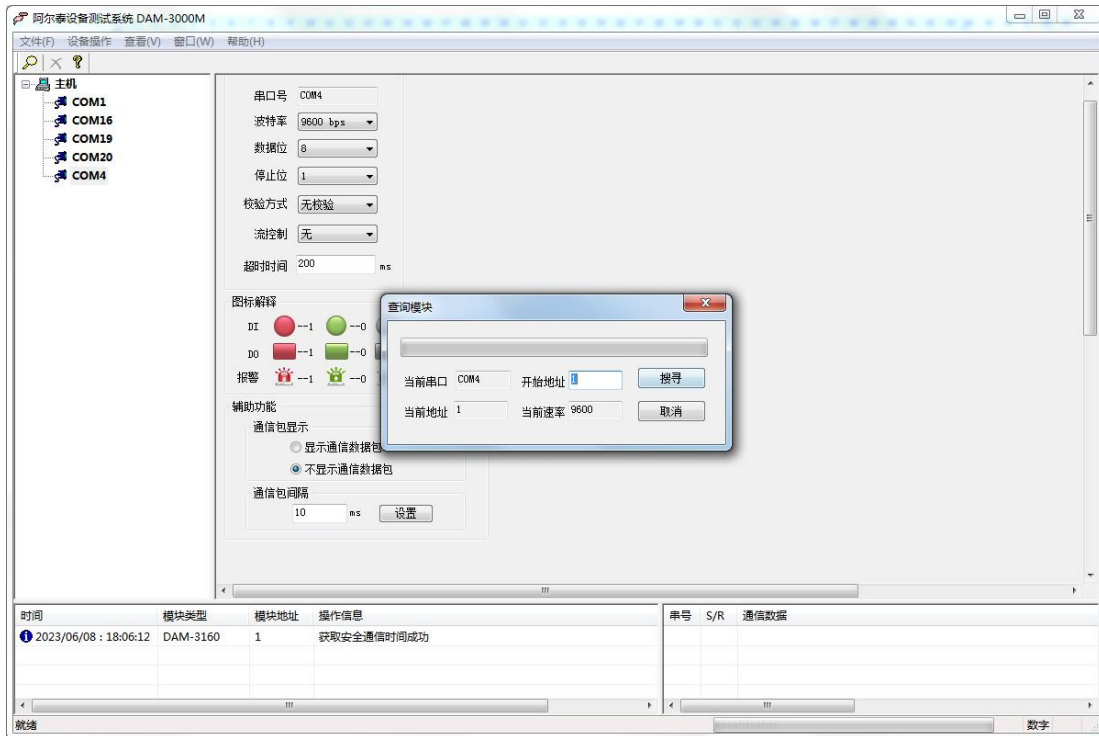 阿尔泰设备测试系统 DAM-3000M
文件(F) 设备操作 查看(V) 窗口(W) 帮助(H)
主机
COM1
COM16
COM19
COM20
COM4
串口号 COM4
波特率 9600 bps
数据位 8
停止位 1
校验方式 无校验
流控制 无
超时时间 200 ms
图标解释
DI --1 --0
DO --1 --0
报警 --1 --0
辅助功能
通信包显示
显示通信数据包
不显示通信数据包
通信包间隔
10 ms 设置
查询模块
当前串口 COM4 开始地址 1 搜寻
当前地址 1 当前速率 9600 取消
时间 模块类型 模块地址 操作信息
2023/06/08 : 18:06:12 DAM-3160 1 获取安全通信时间成功
串号 S/R 通信数据
就绪 数字